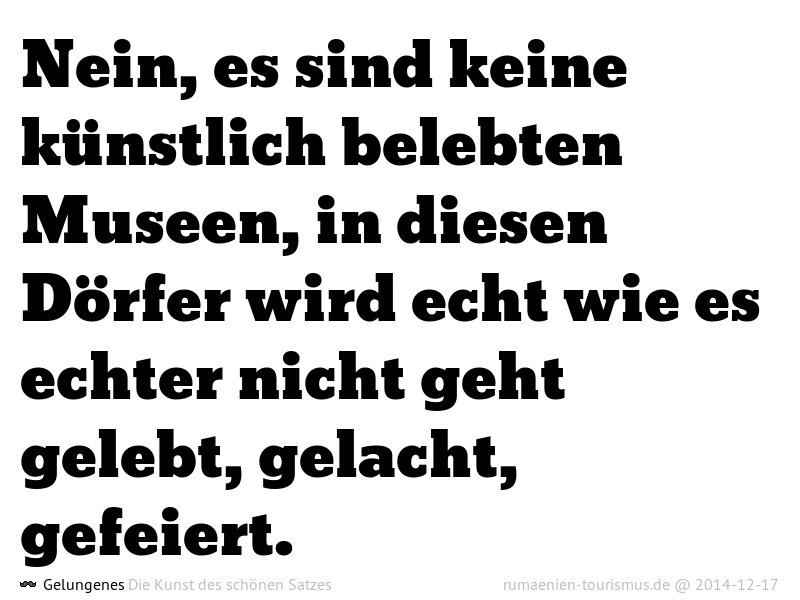 Nein, es sind keine
künstlich belebten
Museen, in diesen
Dörfer wird echt wie es
echter nicht geht
gelebt, gelacht,
gefeiert.
Gelungenes Die Kunst des schönen Satzes
rumaenien-tourismus.de @ 2014-12-17